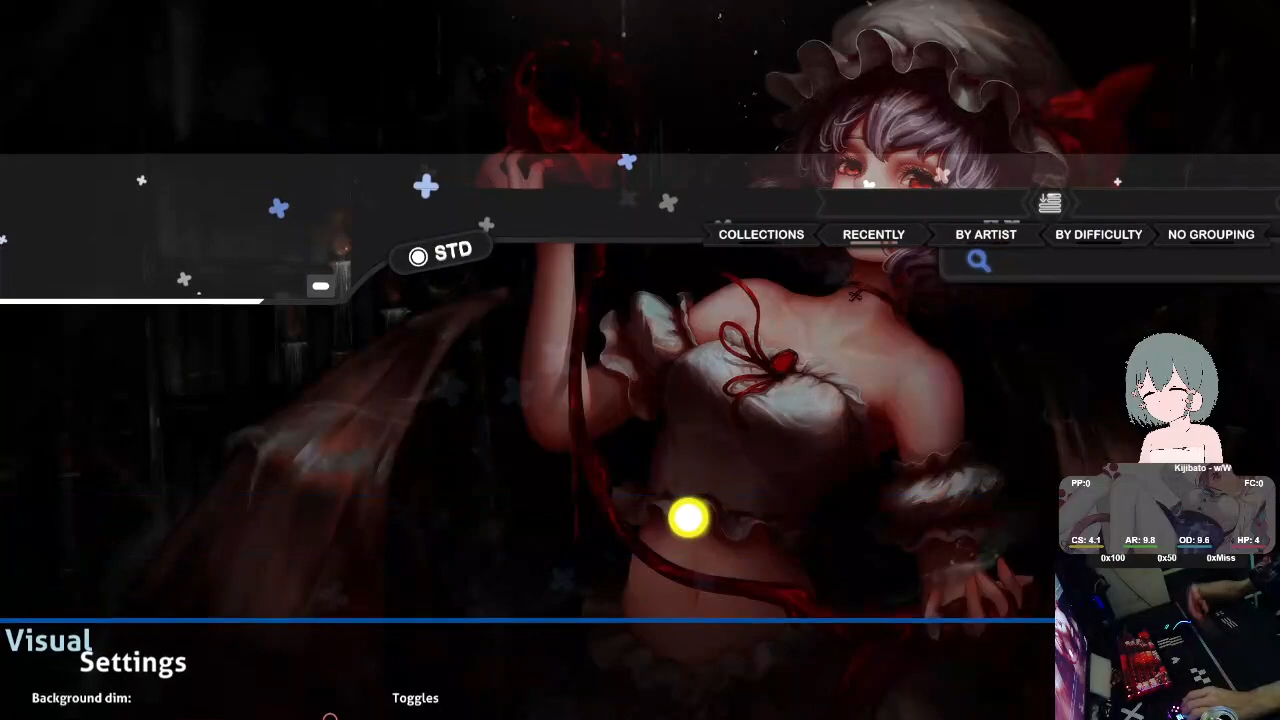 STD
COLLECTIONS
RECENTLY
BY ARTIST
BY DIFFICULTY
NO GROUPING
Kijibato - w/W
PP:0
FC:0
CS: 4.1
AR: 9.8
OD: 9.6
HP: 4
0x100
0x50
0xMiss
Visual
Settings
Background dim:
Toggles